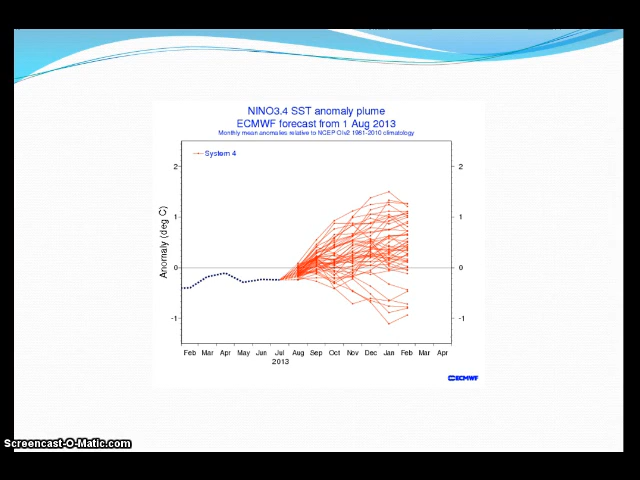 NINO3.4 SST anomaly plume
ECMWF forecast from 1 Aug 2013
Monthly mean anomalies relative to NCEP OIv2 1981-2010 climatology
System 4
2 2
1 1
0 0
-1 -1
Anomaly (deg C)
Feb Mar Apr May Jun Jul Aug Sep Oct Nov Dec Jan Feb Mar Apr
2013
ECMWF
Screencast-O-Matic.com